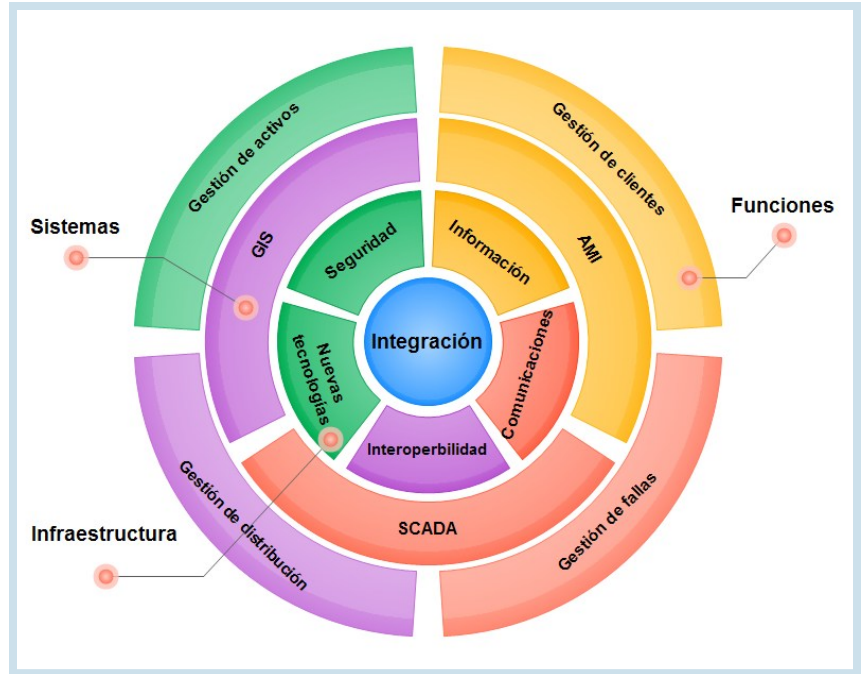 Gestión de activos
Gestión de clientes
Sistemas
Funciones
GIS
AMI
Seguridad
Información
Integración
Nuevas
tecnologías
Comunicaciones
Interoperbilidad
Infraestructura
Gestión de distribución
SCADA
Gestión de fallas